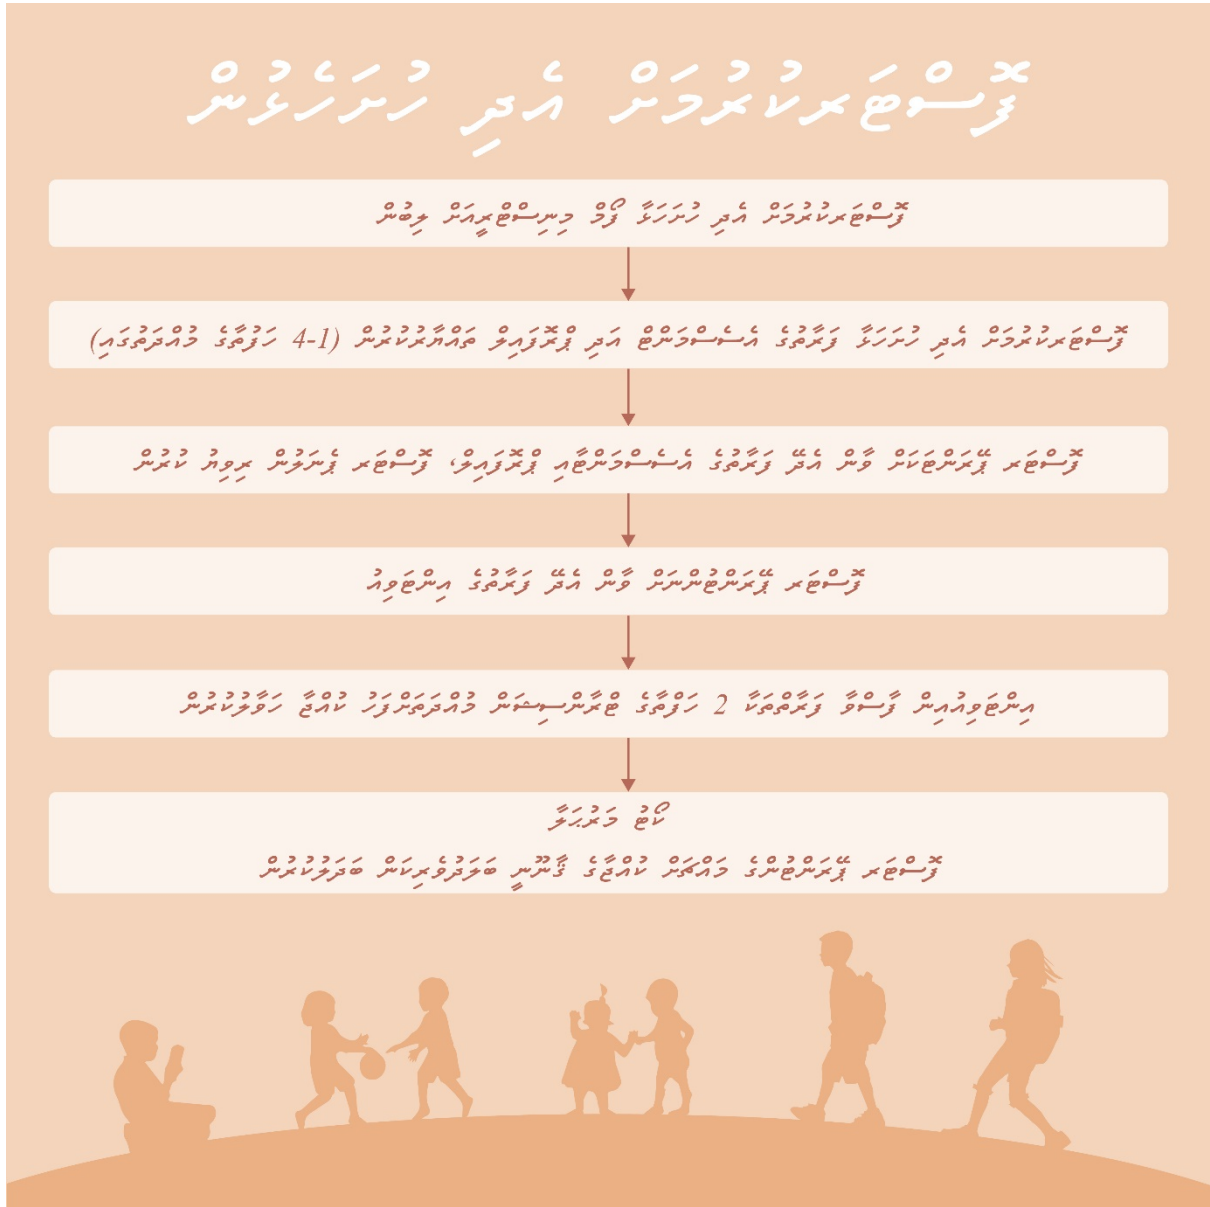 ފޮސްޓަރކުރުމަށް އެދި ހުށަހެޅުން
ފޮސްޓަރކުރުމަށް އެދި ހުށަހަޅާ ފޯމް މިނިސްޓްރީއަށް ލިބުން
ފޮސްޓަރކުރުމަށް އެދި ހުށަހަޅާ ފަރާތުގެ އެސެސްމަންޓް އަދި ޕްރޮފައިލް ތައްޔާރުކުރުން (1-4 ހަފުތާގެ މުއްދަތުގައި)
ފޮސްޓަރ ޕޭރަންޓަކަށް ވާން އެދޭ ފަރާތުގެ އެސެސްމަންޓާއި ޕްރޮފައިލް، ފޮސްޓަރ ޕެނަލުން ރިވިޔު ކުރުން
ފޮސްޓަރ ޕޭރަންޓުންނަށް ވާން އެދޭ ފަރާތުގެ އިންޓަވިއު
އިންޓަވިއުއިން ފާސްވާ ފަރާތްތަކާ 2 ހަފްތާގެ ޓްރާންސިޝަން މުއްދަތަށްފަހު ކުއްޖާ ހަވާލުކުރުން
ކޯޓު މަރުޙަލާ
ފޮސްޓަރ ޕޭރަންޓުންގެ މައްޗަށް ކުއްޖާގެ ޤާނޫނީ ބަލަދުވެރިކަން ބަދަލުކުރުން